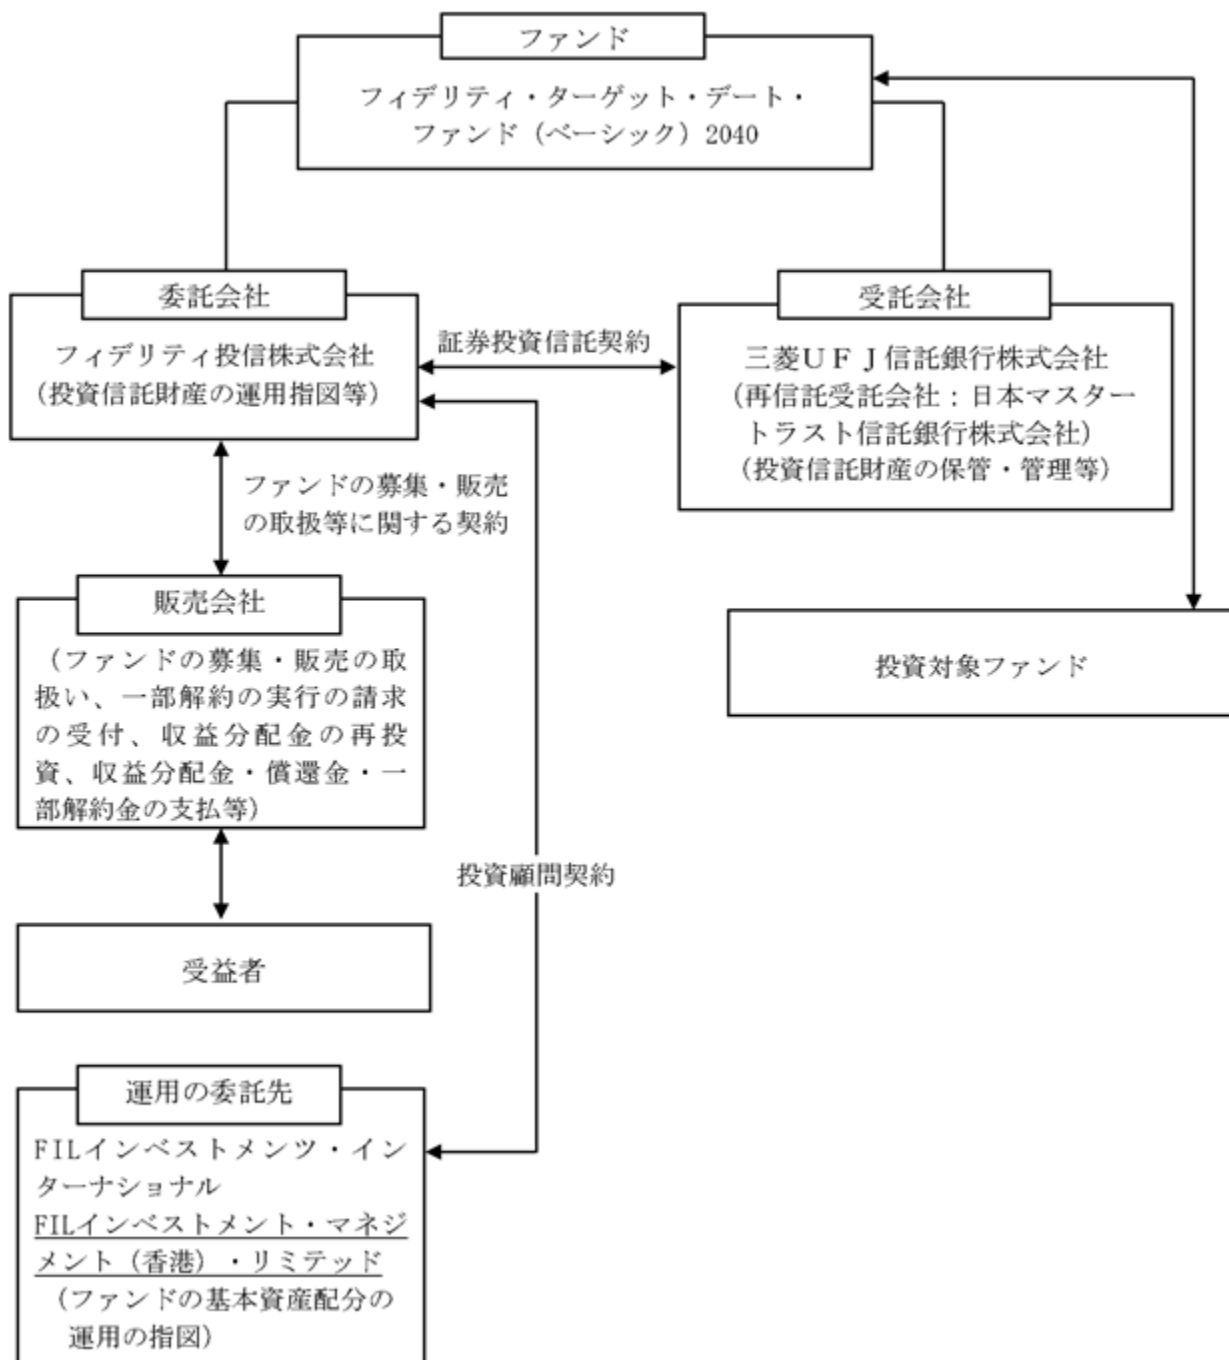 ファンド
フィデリティ・ターゲット・デート・
ファンド（ベーシック）2040
委託会社
フィデリティ投信株式会社
（投資信託財産の運用指図等）
証券投資信託契約
受託会社
三菱ＵＦＪ信託銀行株式会社
（再信託受託会社：日本マスター
トラスト信託銀行株式会社）
（投資信託財産の保管・管理等）
ファンドの募集・販売
の取扱等に関する契約
販売会社
（ファンドの募集・販売の取
扱い、一部解約の実行の請求
の受付、収益分配金の再投
資、収益分配金・償還金・一
部解約金の支払等）
投資対象ファンド
投資顧問契約
受益者
運用の委託先
FILインベストメンツ・イン
ターナショナル
FILインベストメント・マネジ
メント（香港）・リミテッド
（ファンドの基本資産配分の
運用の指図）